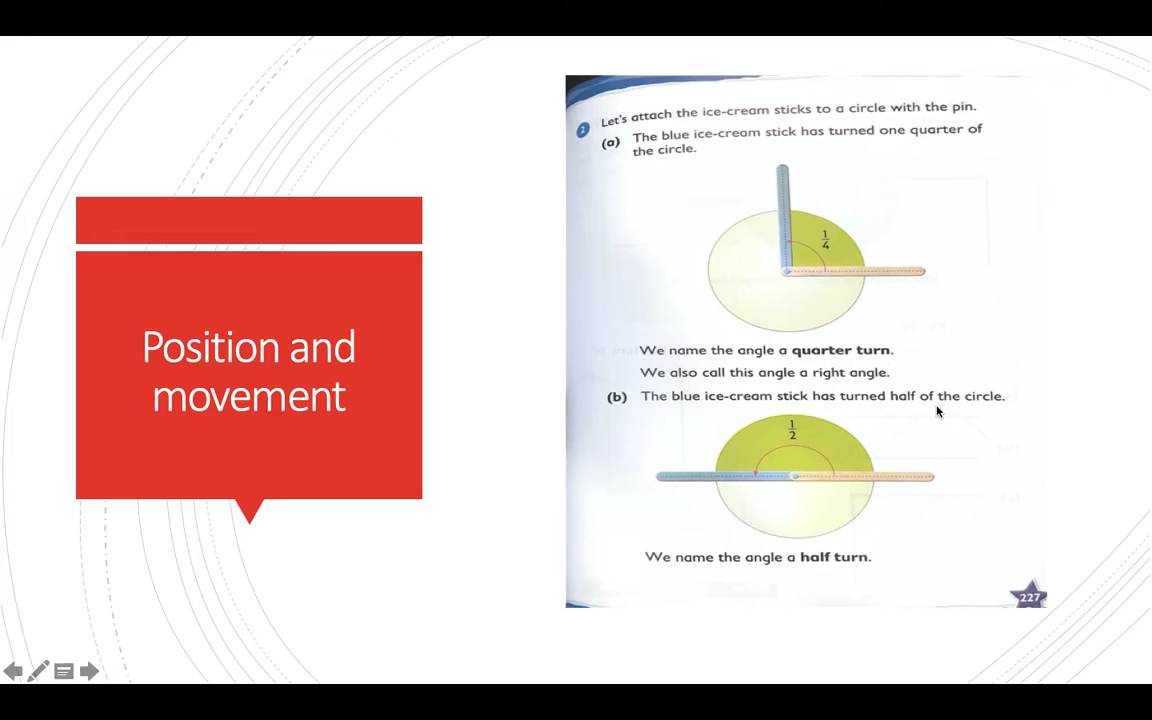 Position and
movement
2 Let's attach the ice-cream sticks to a circle with the pin.
(a) The blue ice-cream stick has turned one quarter of
the circle.
1/4
We name the angle a quarter turn.
We also call this angle a right angle.
(b) The blue ice-cream stick has turned half of the circle.
1/2
We name the angle a half turn.
227